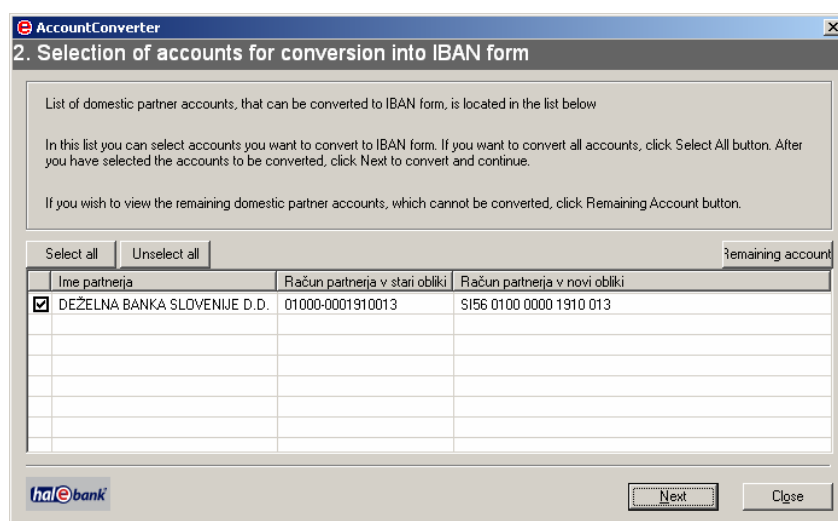 AccountConverter
2. Selection of accounts for conversion into IBAN form
List of domestic partner accounts, that can be converted to IBAN form, is located in the list below
In this list you can select accounts you want to convert to IBAN form. If you want to convert all accounts, click Select All button. After
you have selected the accounts to be converted, click Next to convert and continue.
If you wish to view the remaining domestic partner accounts, which cannot be converted, click Remaining Account button.
Select all Unselect all Remaining account
Ime partnerja Račun partnerja v stari obliki Račun partnerja v novi obliki
DEŽELNA BANKA SLOVENIJE D.D. 01000-0001910013 SI56 0100 0000 1910 013
hal e bank Next Close